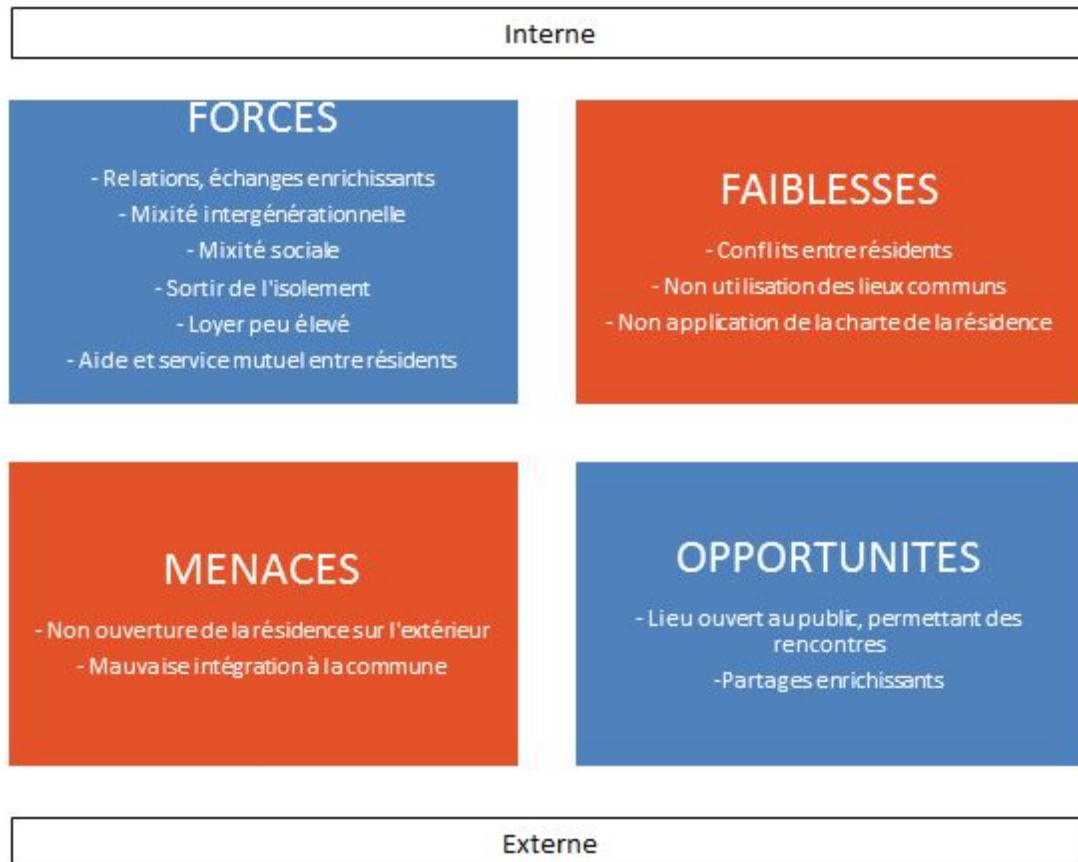 Interne
FORCES
- Relations, échanges enrichissants
- Mixité intergénérationnelle
- Mixité sociale
- Sortir de l'isolement
- Loyer peu élevé
- Aide et service mutuel entre résidents
FAIBLESSES
- Conflits entre résidents
- Non utilisation des lieux communs
- Non application de la charte de la résidence
MENACES
- Non ouverture de la résidence sur l'extérieur
- Mauvaise intégration à la commune
OPPORTUNITES
- Lieu ouvert au public, permettant des
rencontres
-Partages enrichissants
Externe